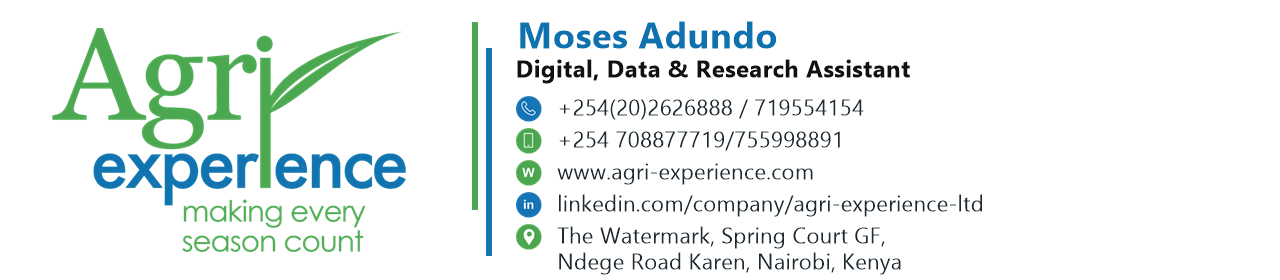 Agri
experience
making every
season count
Moses Adundo
Digital, Data & Research Assistant
+254(20)2626888 / 719554154
+254 708877719/755998891
W www.agri-experience.com
in linkedin.com/company/agri-experience-ltd
The Watermark, Spring Court GF,
Ndege Road Karen, Nairobi, Kenya